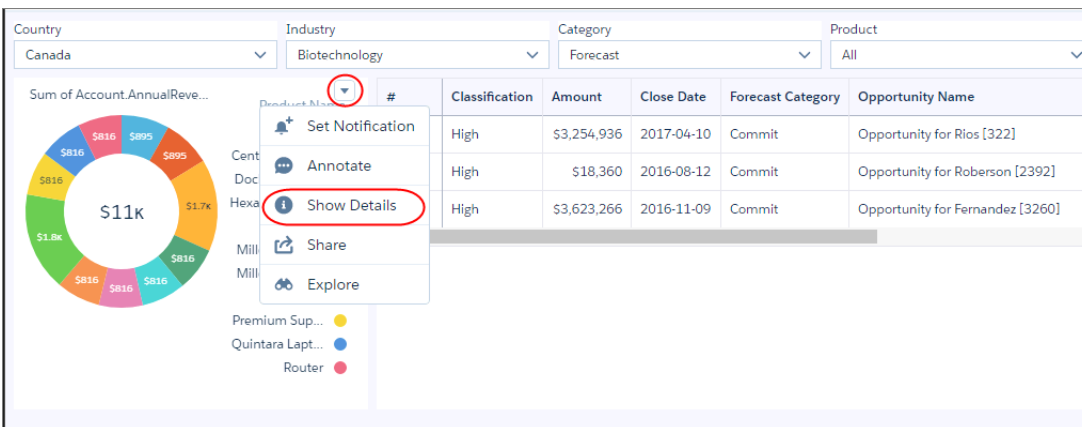 Country Industry Category Product
Canada Biotechnology Forecast All
Sum of Account.AnnualReve...
Product Name
# Classification Amount Close Date Forecast Category Opportunity Name
High $3,254,936 2017-04-10 Commit Opportunity for Rios [322]
High $18,360 2016-08-12 Commit Opportunity for Roberson [2392]
High $3,623,266 2016-11-09 Commit Opportunity for Fernandez [3260]
Set Notification
Annotate
Show Details
Share
Explore
$816 $895
$816 $895
$816
$11K $1.7K
$1.8K
$816
$816 $816 $816
Cent
Doc
Hexa
Mill
Mill
Premium Sup...
Quintara Lapt...
Router